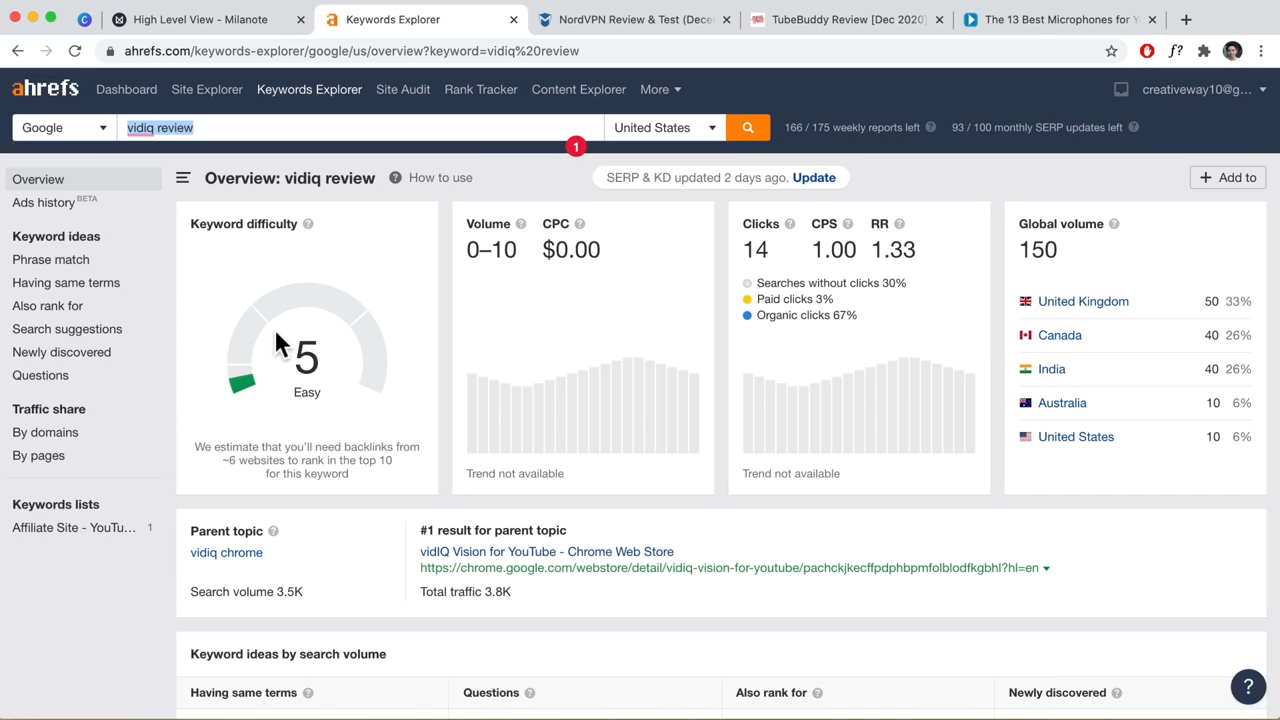 High Level View - Milanote
Keywords Explorer
NordVPN Review & Test (Dece
TubeBuddy Review [Dec 2020]
The 13 Best Microphones for Y
ahrefs.com/keywords-explorer/google/us/overview?keyword=vidiq%20review
f?
ahrefs
Dashboard
Site Explorer
Keywords Explorer
Site Audit
Rank Tracker
Content Explorer
More
creativeway10@g...
Google
vidiq review
United States
166 / 175 weekly reports left
93 / 100 monthly SERP updates left
1
Overview
Ads history BETA
Keyword ideas
Phrase match
Having same terms
Also rank for
Search suggestions
Newly discovered
Questions
Traffic share
By domains
By pages
Keywords lists
Affiliate Site - YouTu... 1
Overview: vidiq review
How to use
SERP & KD updated 2 days ago. Update
+ Add to
Keyword difficulty
5
Easy
We estimate that you'll need backlinks from
~6 websites to rank in the top 10
for this keyword
Volume CPC
0–10 $0.00
Trend not available
Clicks CPS RR
14 1.00 1.33
Searches without clicks 30%
Paid clicks 3%
Organic clicks 67%
Trend not available
Global volume
150
United Kingdom 50 33%
Canada 40 26%
India 40 26%
Australia 10 6%
United States 10 6%
Parent topic
vidiq chrome
Search volume 3.5K
#1 result for parent topic
vidIQ Vision for YouTube - Chrome Web Store
https://chrome.google.com/webstore/detail/vidiq-vision-for-youtube/pachckjkecffpdphbpmfolblodfkgbhl?hl=en
Total traffic 3.8K
Keyword ideas by search volume
Having same terms
Questions
Also rank for
Newly discovered
?